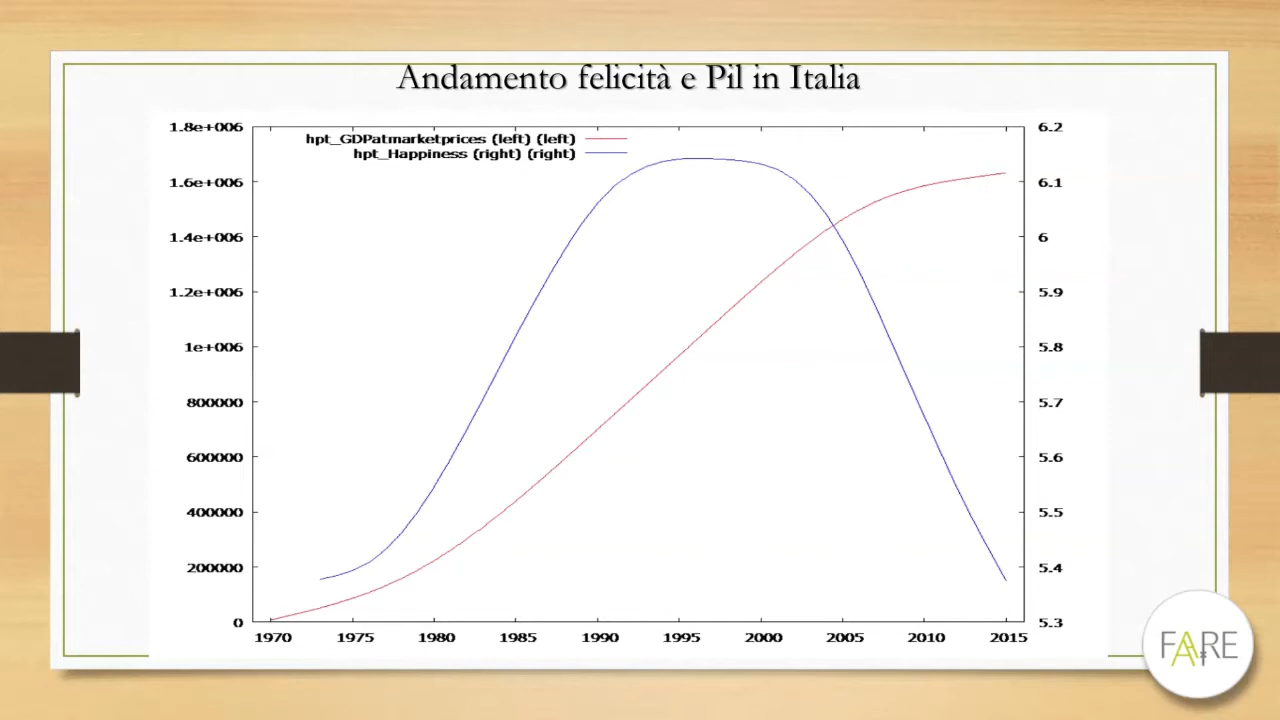 Andamento felicità e Pil in Italia
hpt_GDPatmarketprices (left) (left)
hpt_Happiness (right) (right)
1.8e+006
1.6e+006
1.4e+006
1.2e+006
1e+006
800000
600000
400000
200000
0
6.2
6.1
6
5.9
5.8
5.7
5.6
5.5
5.4
5.3
1970 1975 1980 1985 1990 1995 2000 2005 2010 2015
FARE